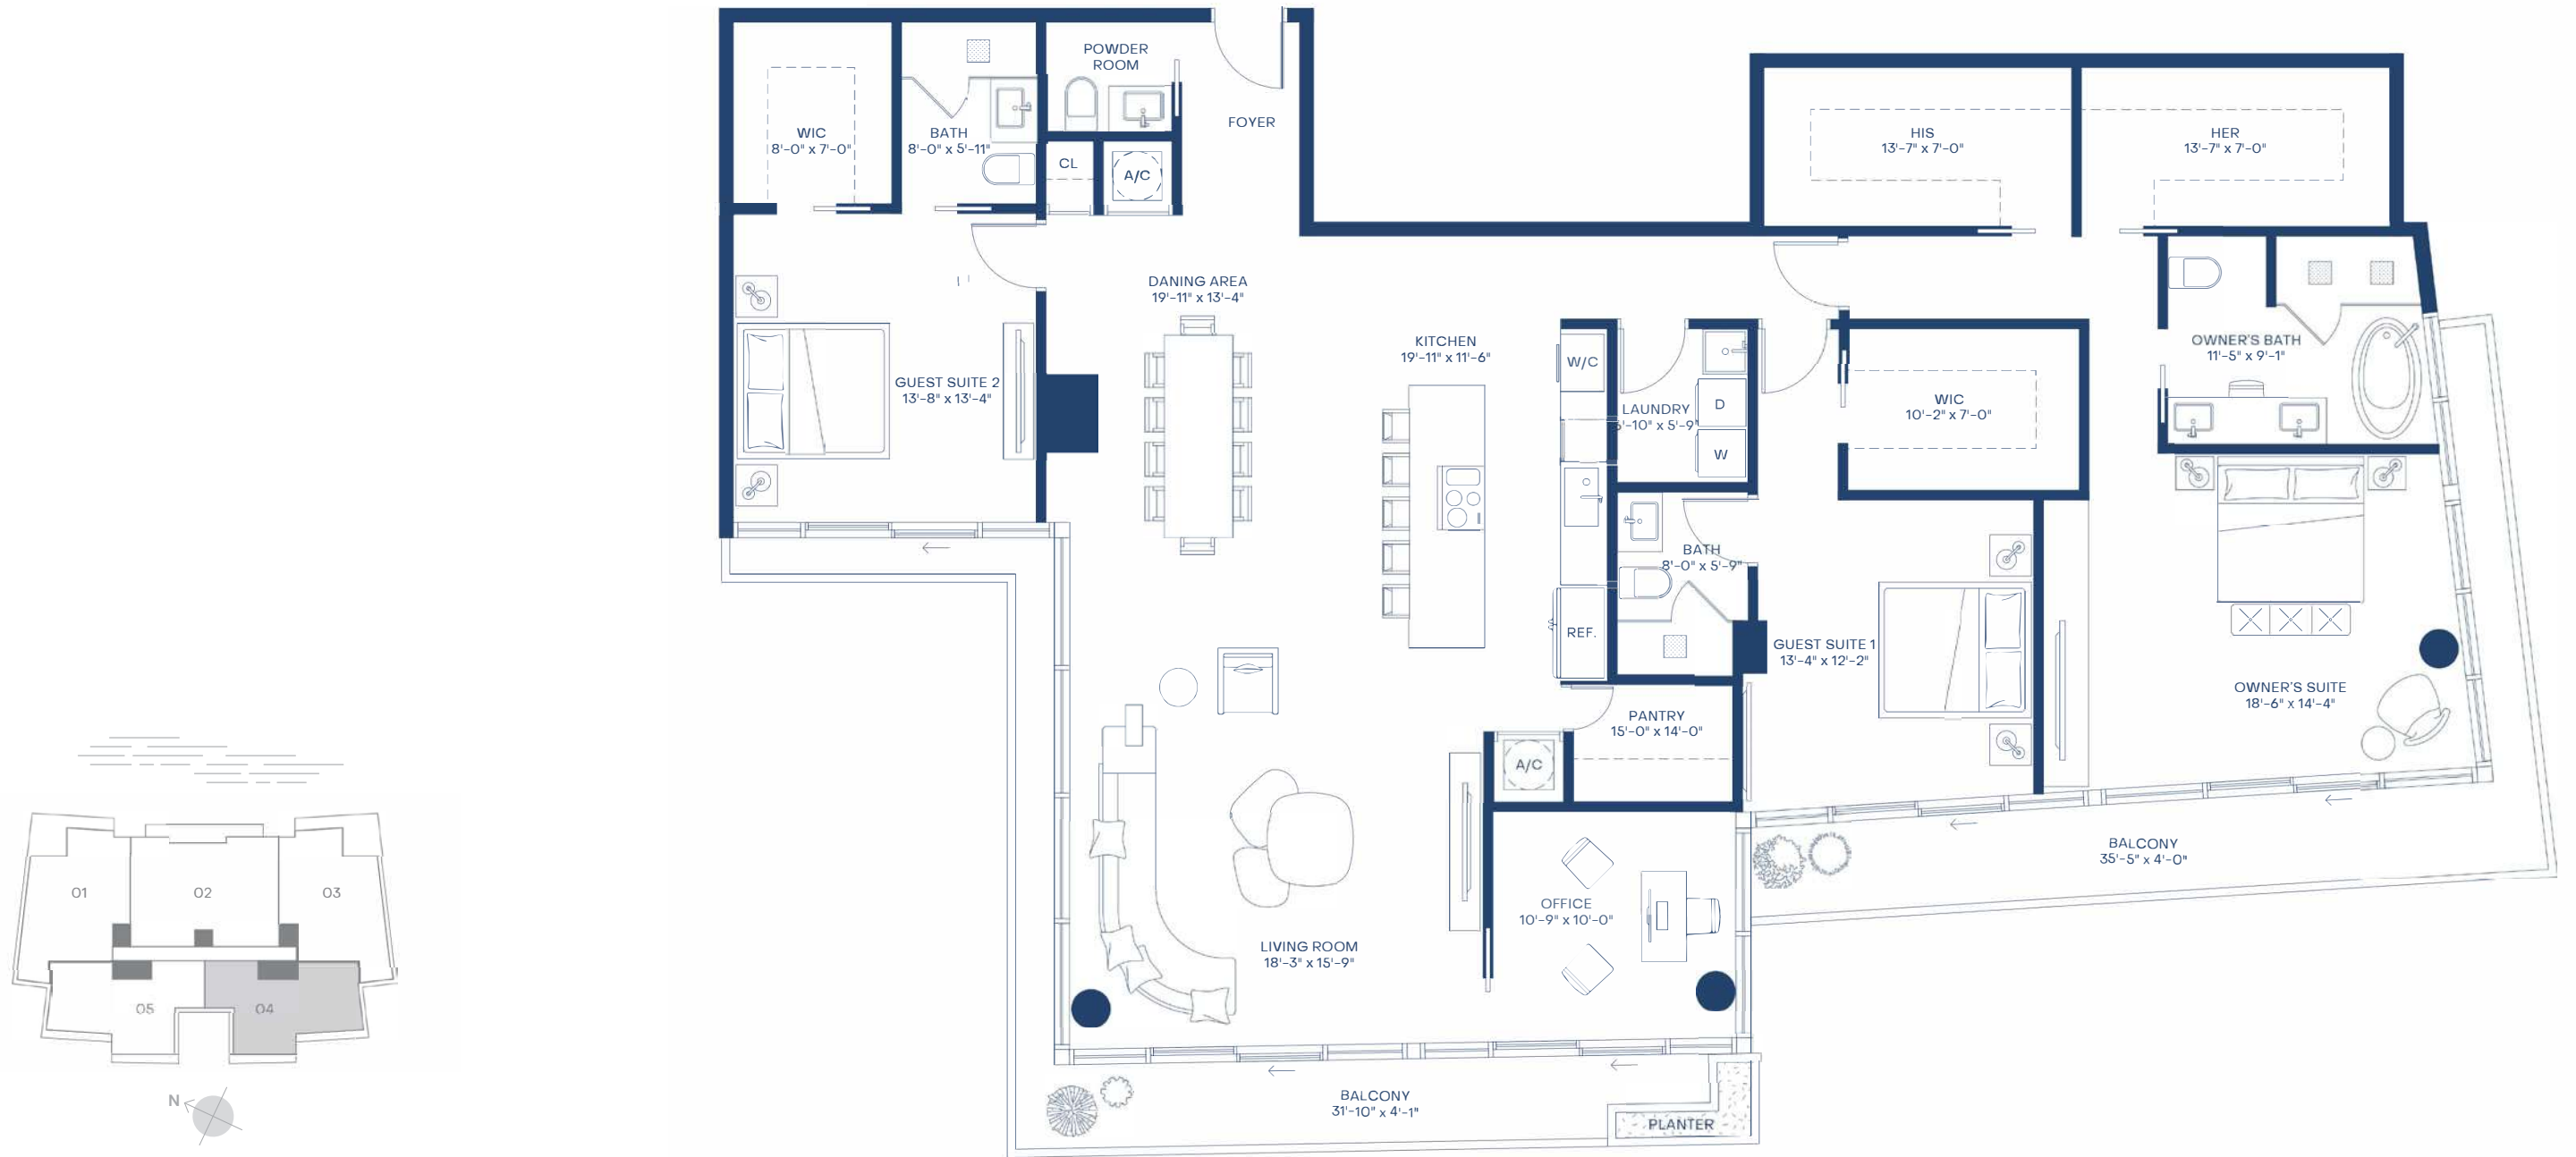 POWDER
ROOM
FOYER
WIC
8'-0" x 7'-0"
BATH
8'-0" x 5'-11"
CL
A/C
HIS
13'-7" x 7'-0"
HER
13'-7" x 7'-0"
DANING AREA
19'-11" x 13'-4"
KITCHEN
19'-11" x 11'-6"
W/C
OWNER'S BATH
11'-5" x 9'-1"
GUEST SUITE 2
13'-8" x 13'-4"
LAUNDRY
'-10" x 5'-9"
D
W
WIC
10'-2" x 7'-0"
BATH
8'-0" x 5'-9"
REF.
GUEST SUITE 1
13'-4" x 12'-2"
OWNER'S SUITE
18'-6" x 14'-4"
PANTRY
15'-0" x 14'-0"
A/C
BALCONY
35'-5" x 4'-0"
OFFICE
10'-9" x 10'-0"
LIVING ROOM
18'-3" x 15'-9"
BALCONY
31'-10" x 4'-1"
PLANTER
01
02
03
05
04
N